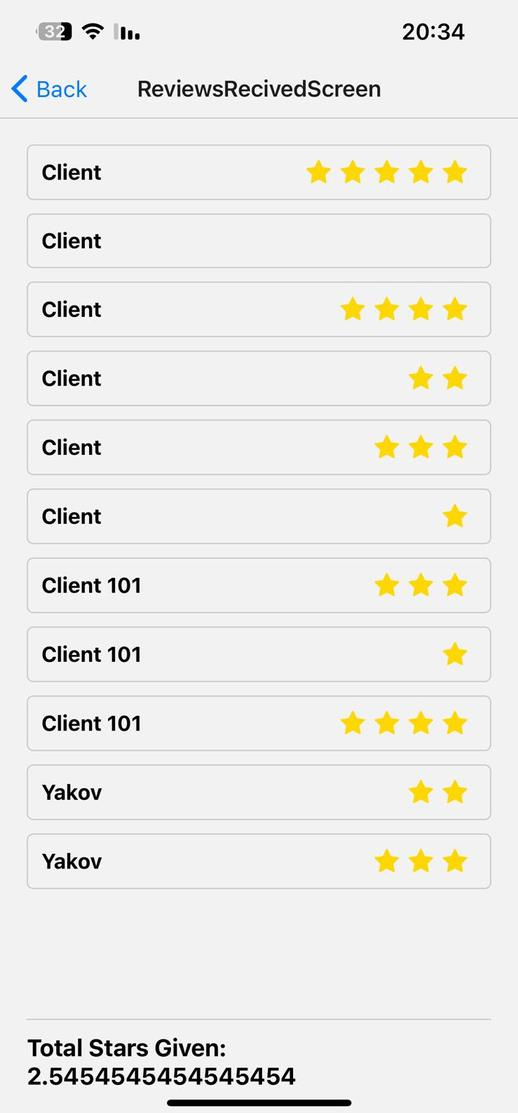 32 20:34
Back ReviewsRecivedScreen
Client
Client
Client
Client
Client
Client
Client 101
Client 101
Client 101
Yakov
Yakov
Total Stars Given:
2.5454545454545454